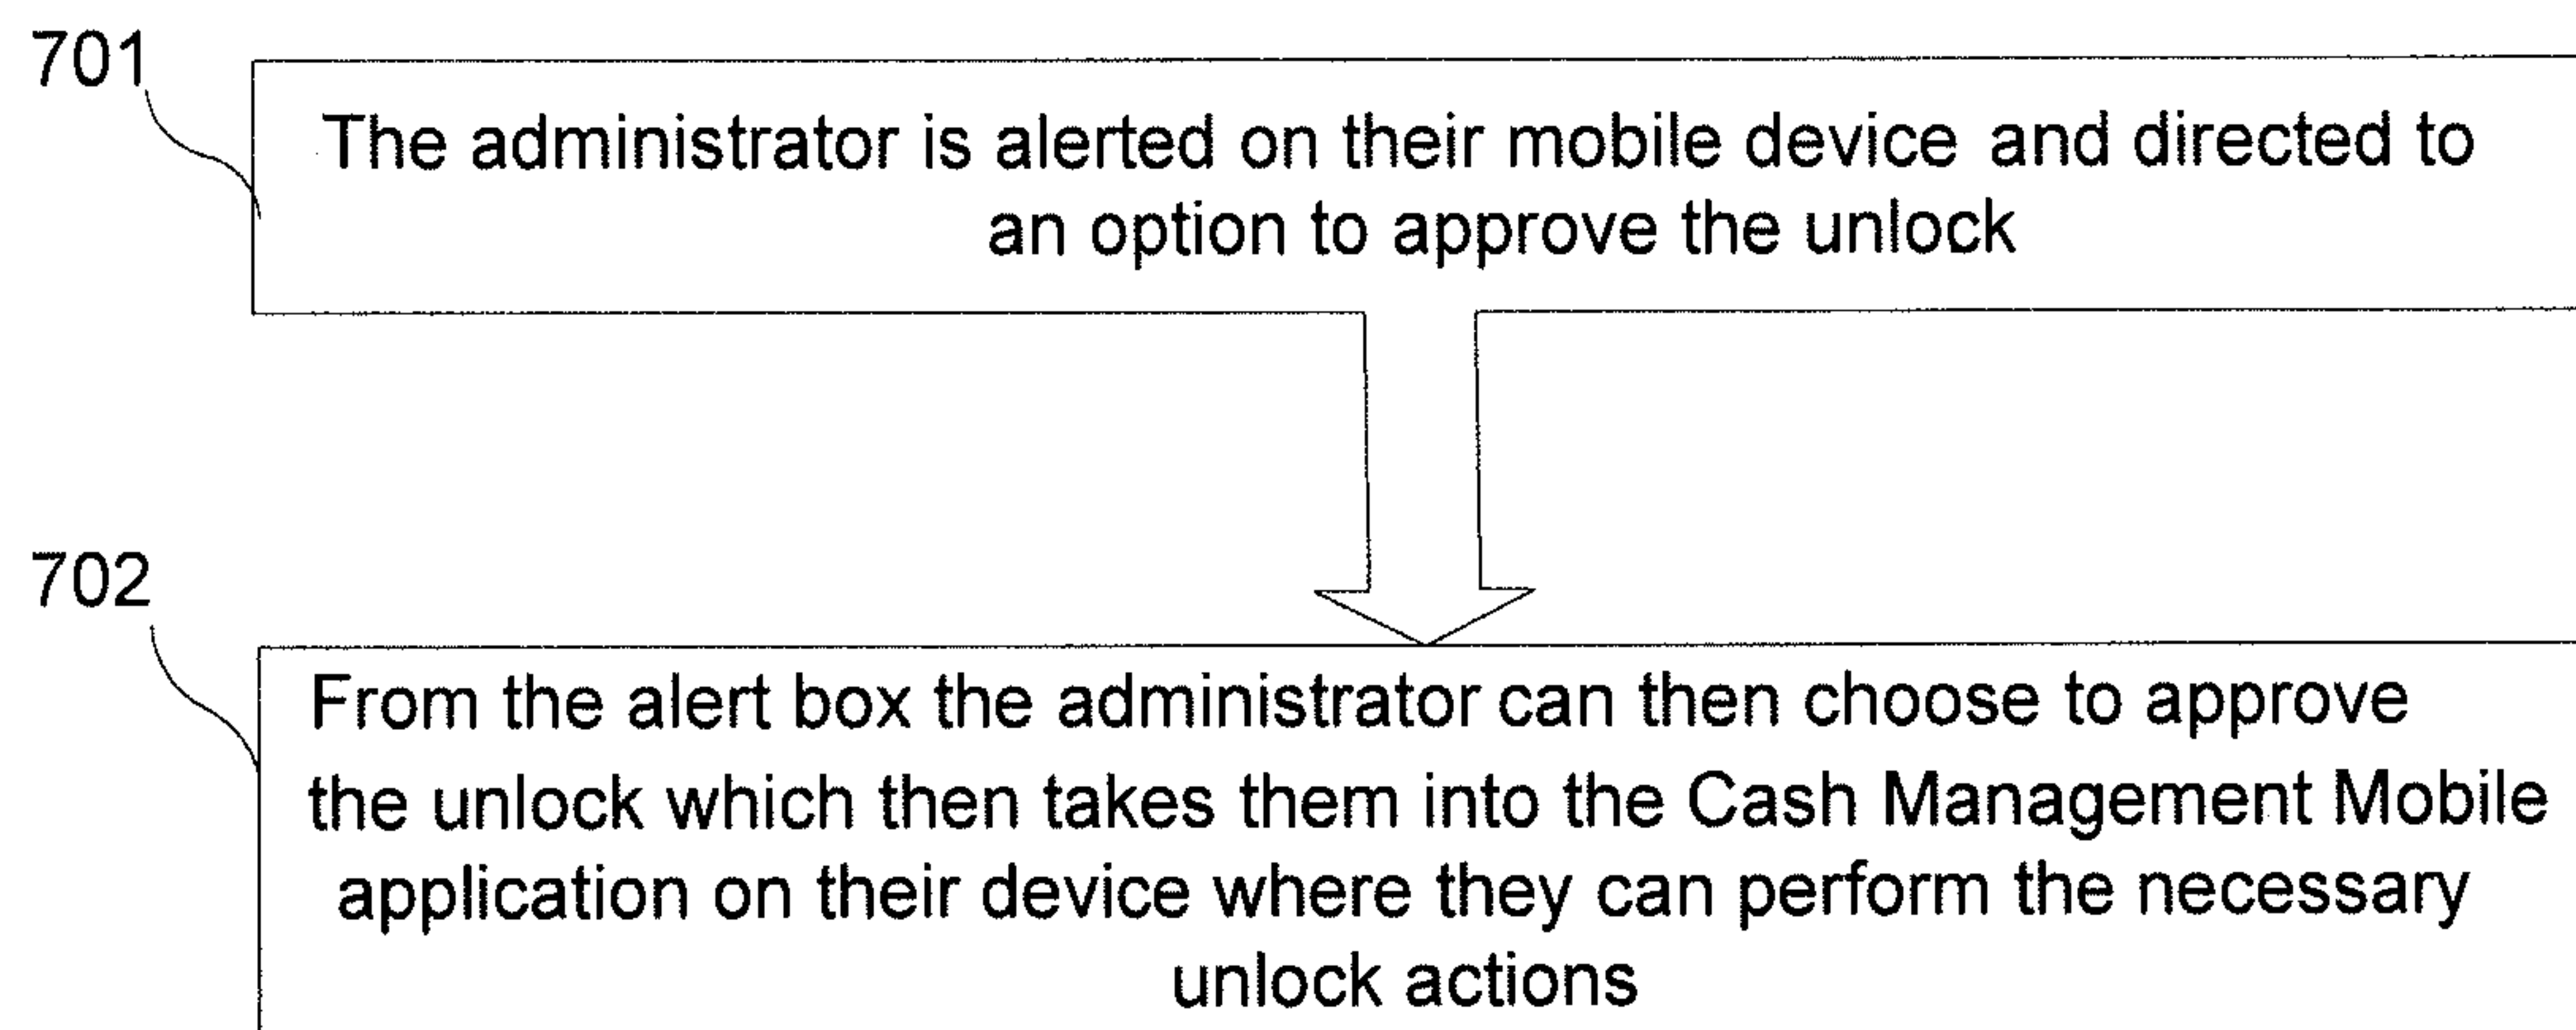 701
The administrator is alerted on their mobile device and directed to
an option to approve the unlock
702
From the alert box the administrator can then choose to approve
the unlock which then takes them into the Cash Management Mobile
application on their device where they can perform the necessary
unlock actions